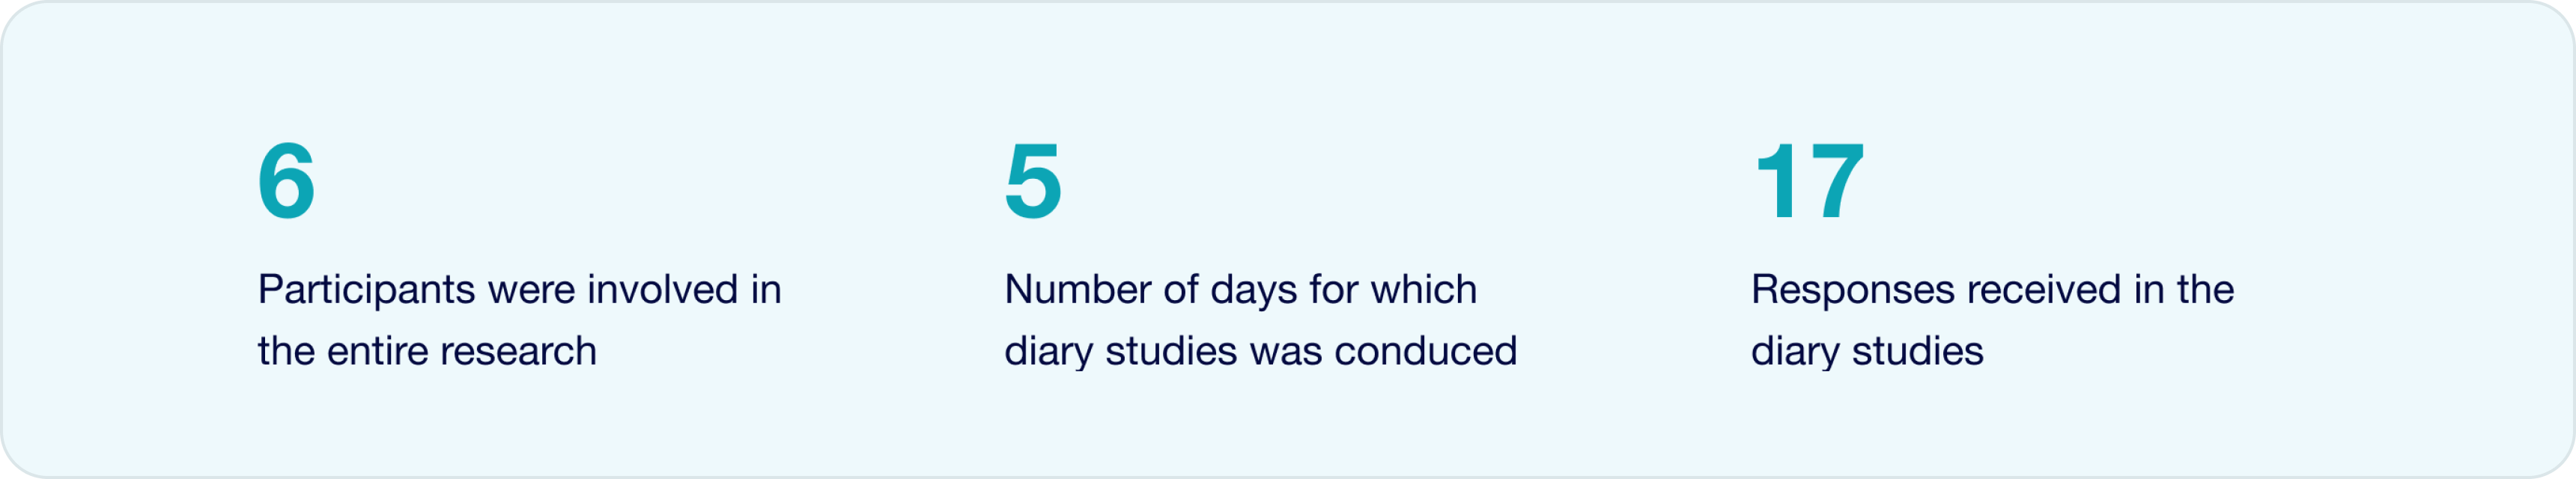 6
Participants were involved in
the entire research
5
Number of days for which
diary studies was conduced
17
Responses received in the
diary studies